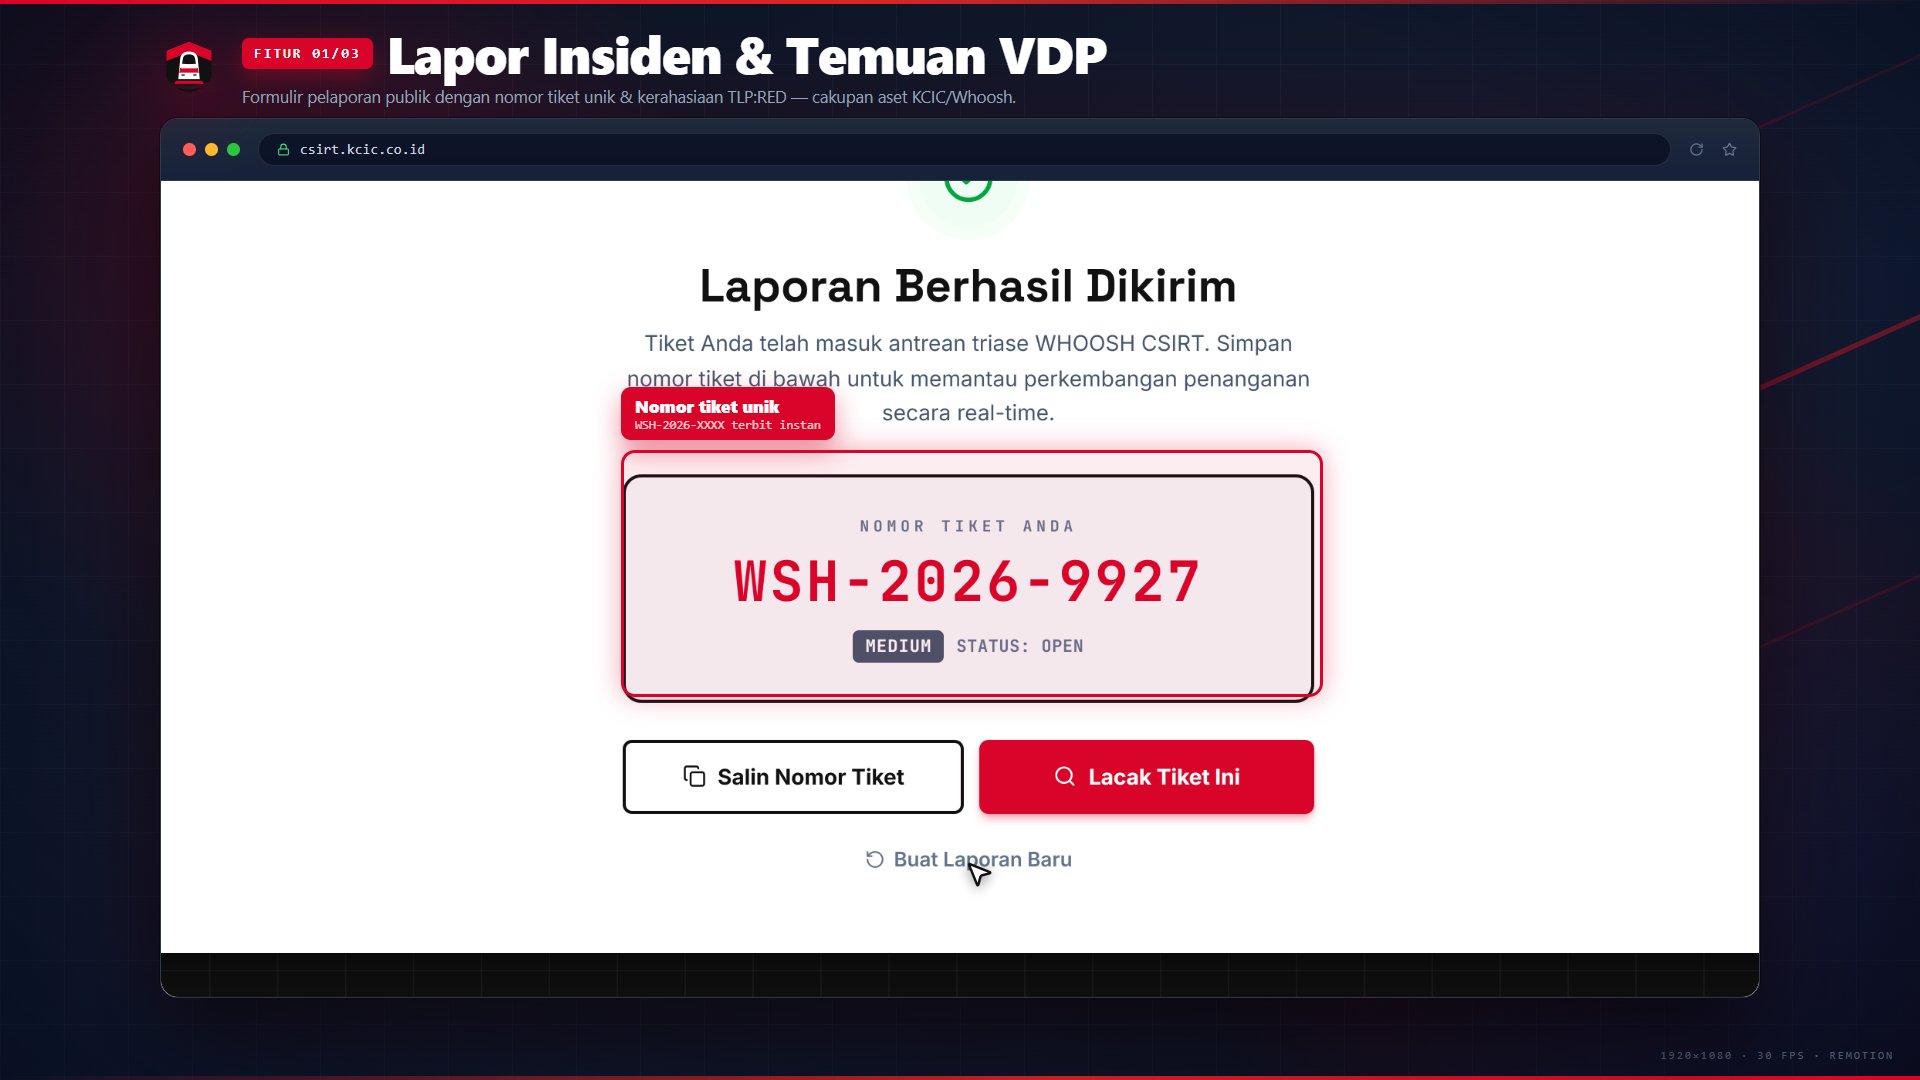 FITUR 01/03
Lapor Insiden & Temuan VDP
Formulir pelaporan publik dengan nomor tiket unik & kerahasiaan TLP:RED — cakupan aset KCIC/Whoosh.
csirt.kcic.co.id
Laporan Berhasil Dikirim
Tiket Anda telah masuk antrean triase WHOOSH CSIRT. Simpan
nomor tiket di bawah untuk memantau perkembangan penanganan
secara real-time.
Nomor tiket unik
WSH-2026-XXXX terbit instan
NOMOR TIKET ANDA
WSH-2026-9927
MEDIUM STATUS: OPEN
Salin Nomor Tiket
Lacak Tiket Ini
Buat Laporan Baru
1920×1080 · 30 FPS · REMOTION